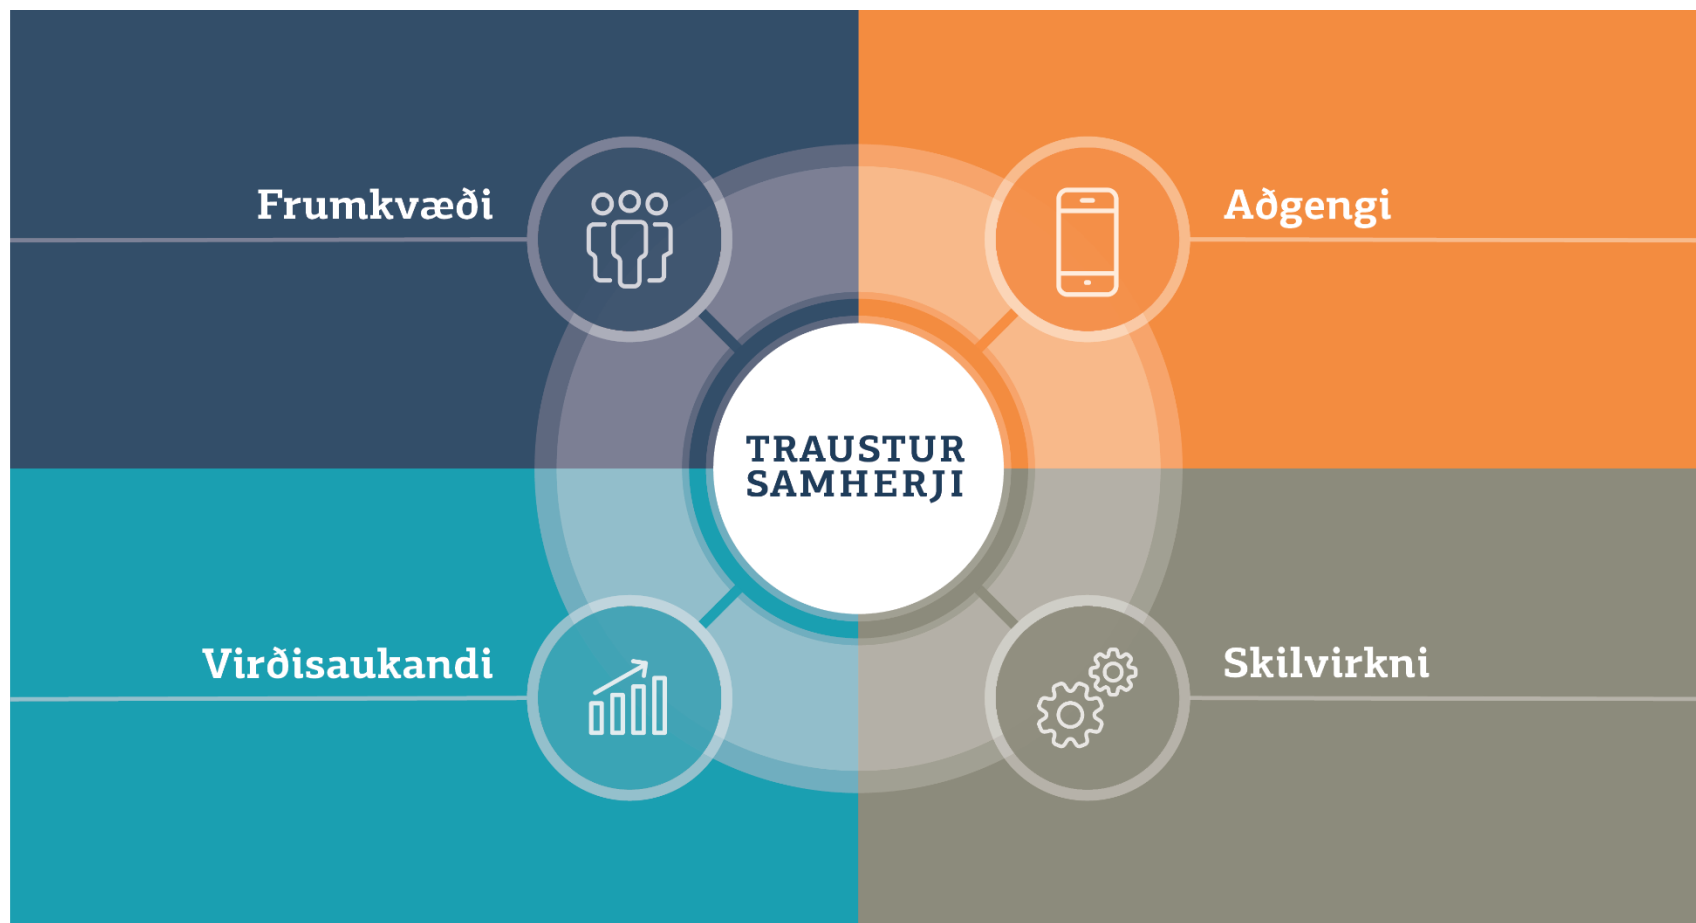 Frumkvæði
Aðgengi
TRAUSTUR
SAMHERJI
Virðisaukandi
Skilvirkni